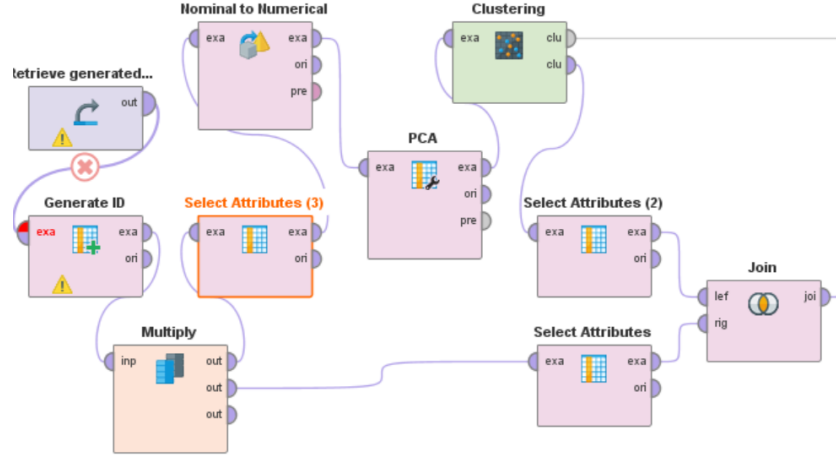 Nominal to Numerical
exa
exa
ori
pre
Clustering
exa
clu
clu
etrieve generated...
out
PCA
exa
exa
ori
pre
Generate ID
exa
exa
ori
Select Attributes (3)
exa
exa
ori
Select Attributes (2)
exa
exa
ori
Join
lef
joi
rig
Multiply
inp
out
out
out
Select Attributes
exa
exa
ori